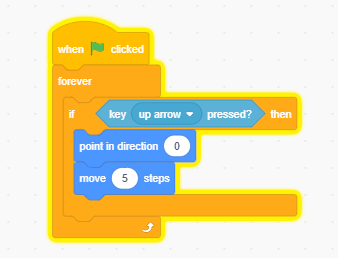 when clicked
forever
if key up arrow pressed? then
point in direction 0
move 5 steps